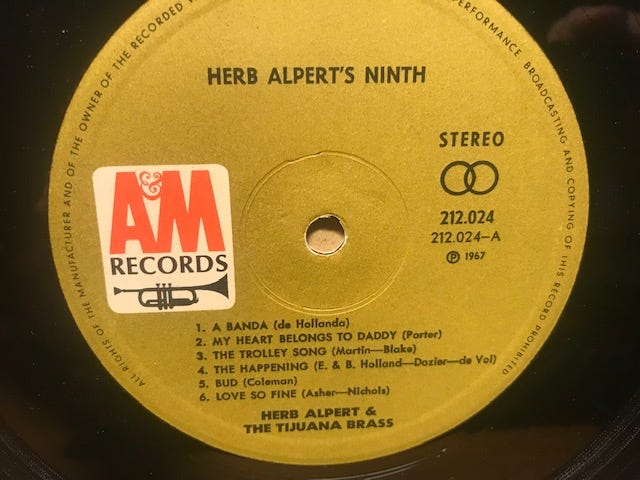 HERB ALPERT'S NINTH
STEREO
212.024
212.024-A
Ⓟ 1967
A&M
RECORDS
1. A BANDA (de Hollanda)
2. MY HEART BELONGS TO DADDY (Porter)
3. THE TROLLEY SONG (Martin—Blake)
4. THE HAPPENING (E. & B. Holland—Dozier—de Vol)
5. BUD (Coleman)
6. LOVE SO FINE (Asher—Nichols)
HERB ALPERT &
THE TIJUANA BRASS
ALL RIGHTS OF THE MANUFACTURER AND OF THE OWNER OF THE RECORDED
PERFORMANCE, BROADCASTING AND COPYING OF THIS RECORD PROHIBITED